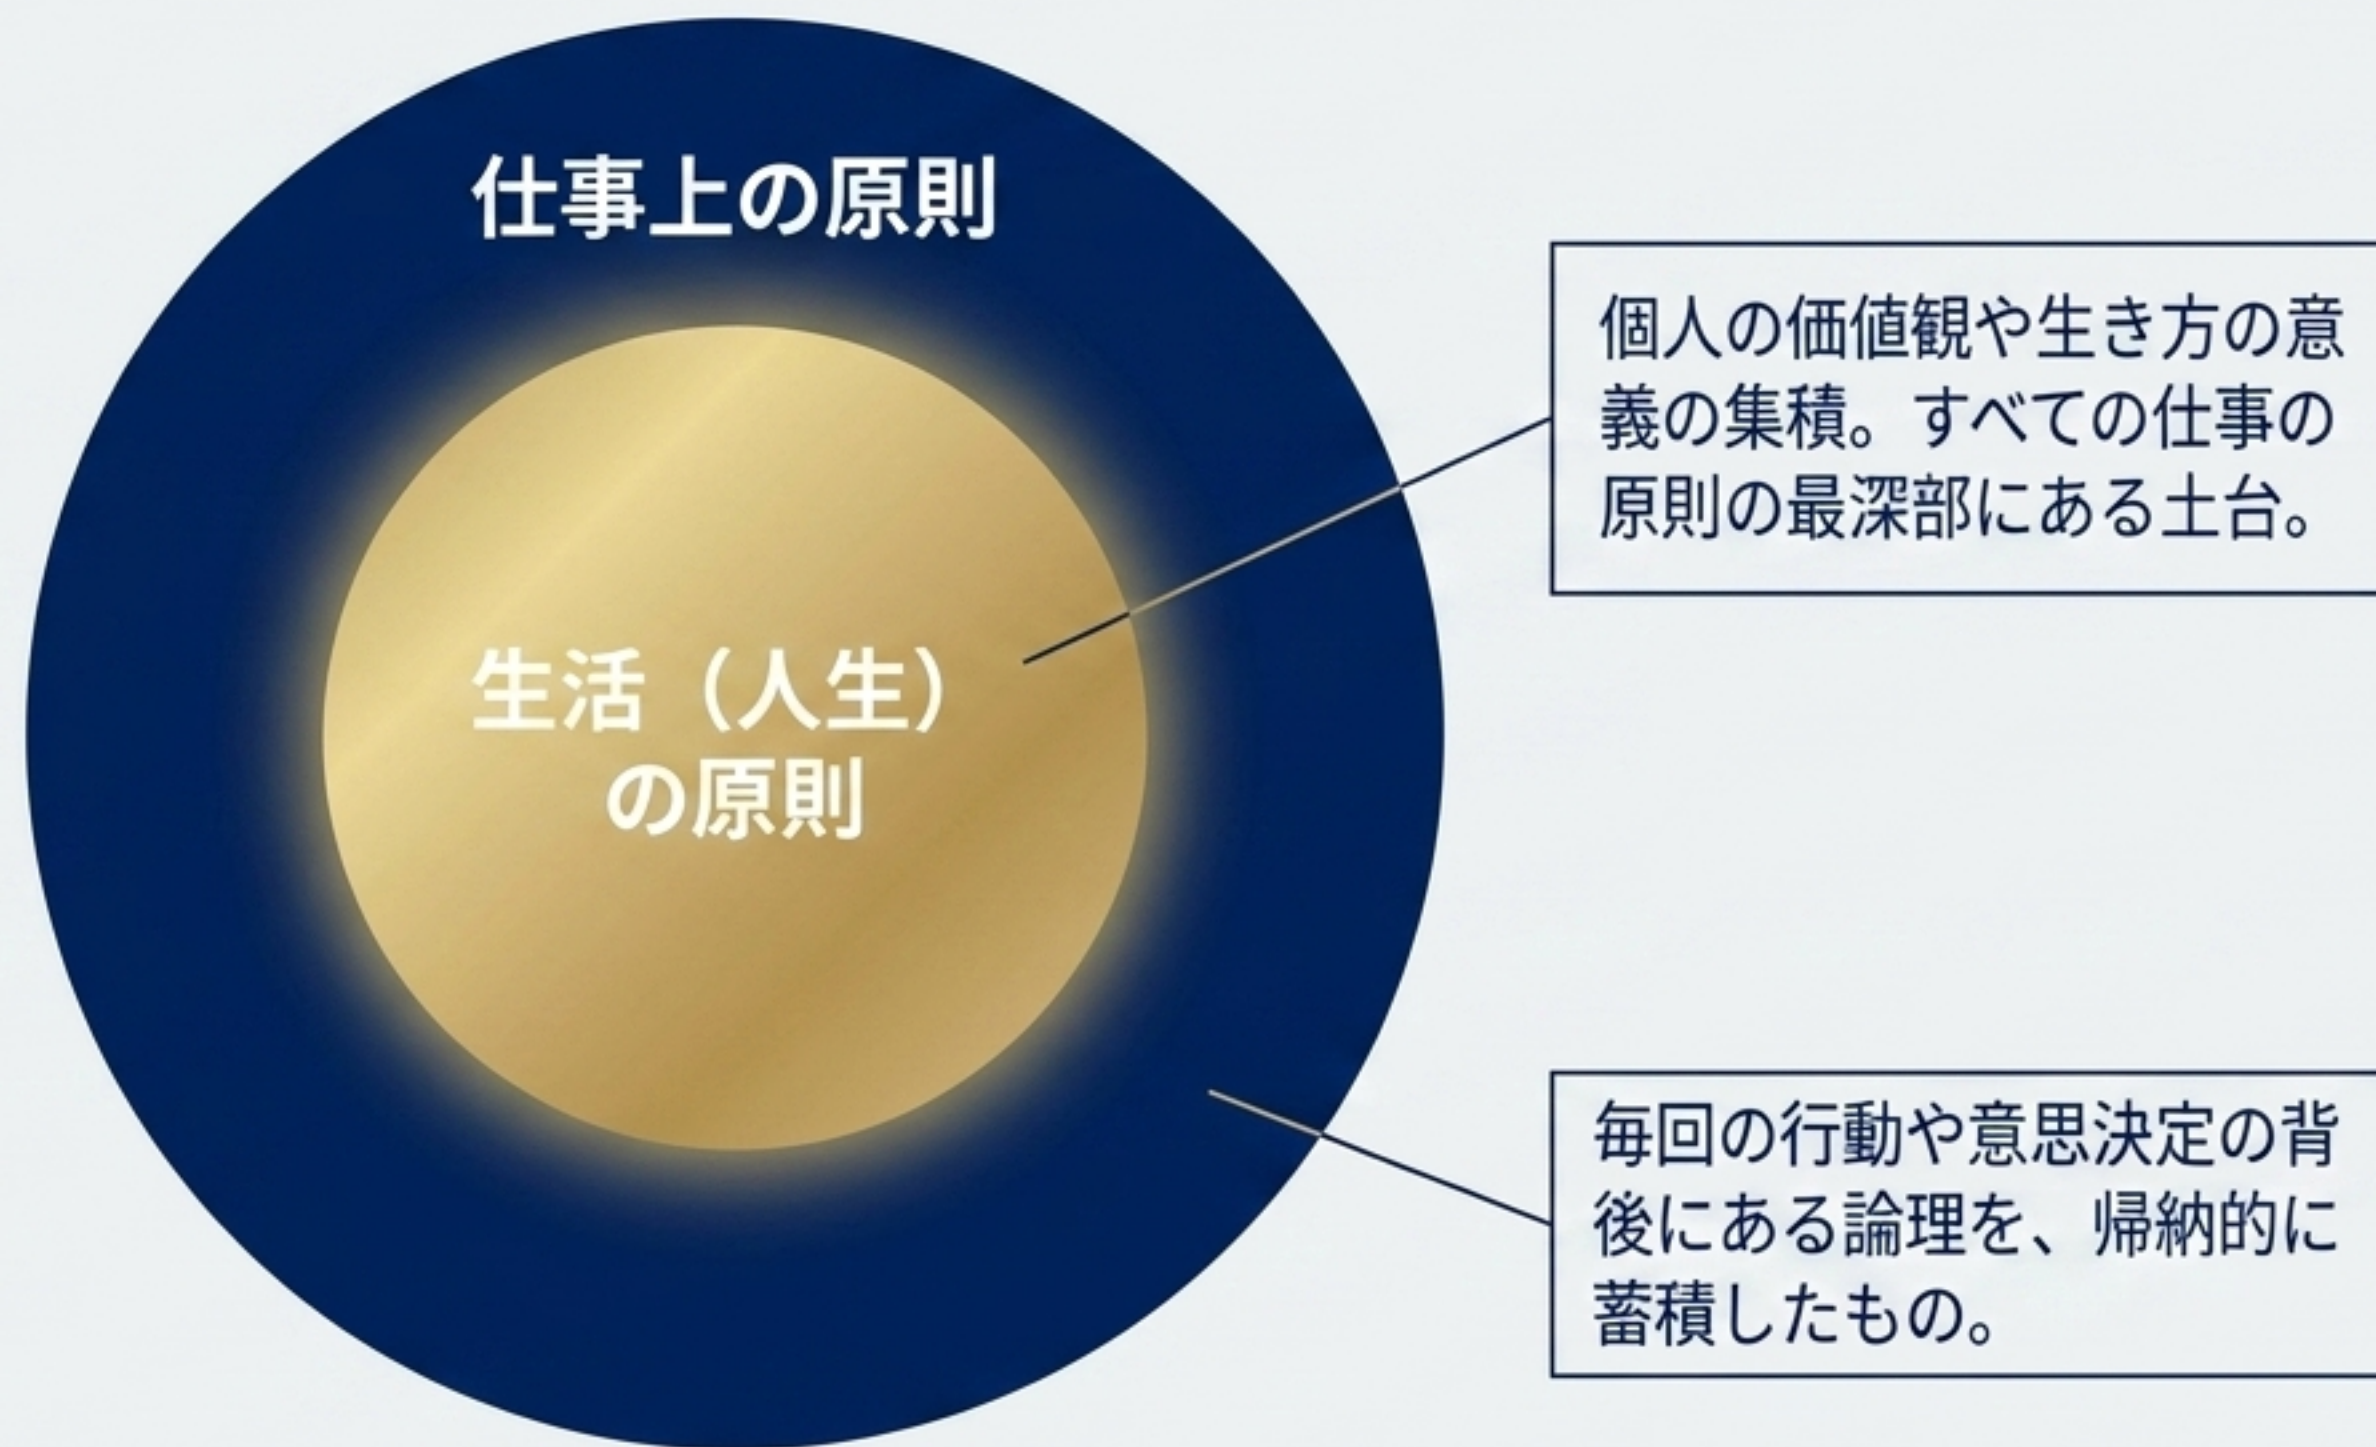 仕事上の原則
生活（人生）
の原則
個人の価値観や生き方の意
義の集積。すべての仕事の
原則の最深部にある土台。
毎回の行動や意思決定の背
後にある論理を、帰納的に
蓄積したもの。